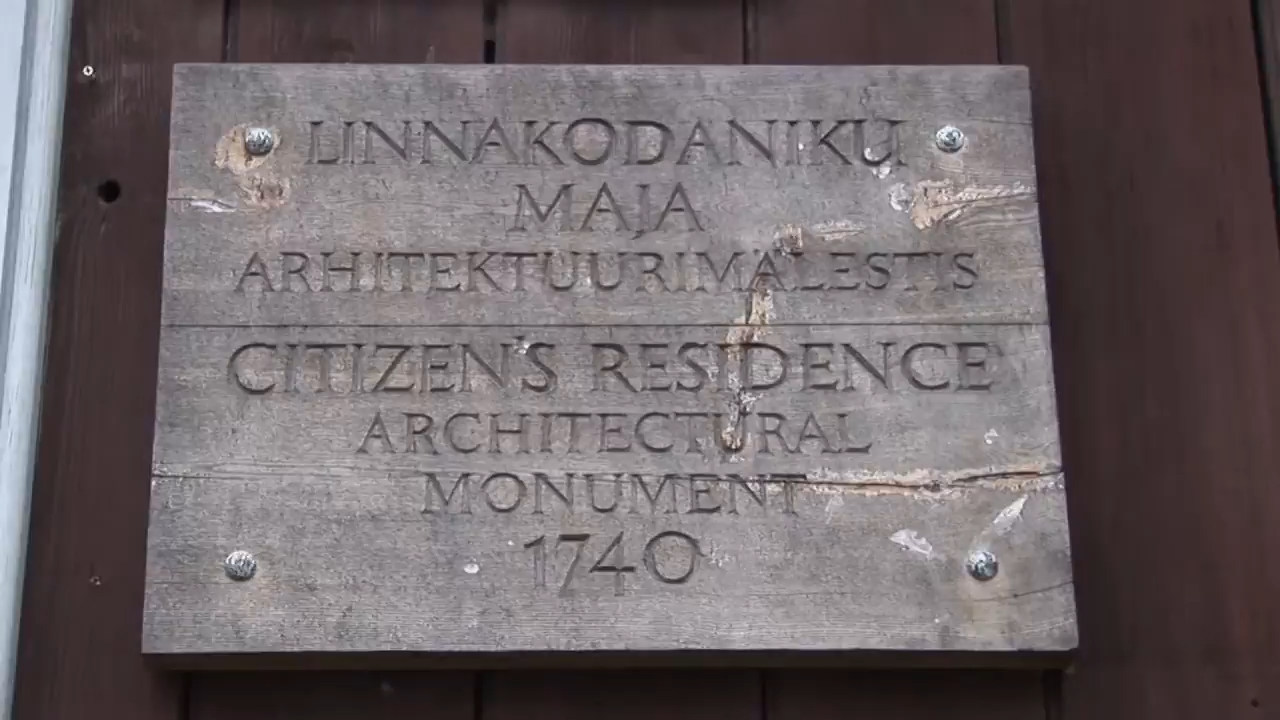 LINNAKODANIKU
MAJA
ARHITEKTUURIMÄLESTIS
CITIZEN'S RESIDENCE
ARCHITECTURAL
MONUMENT
1740